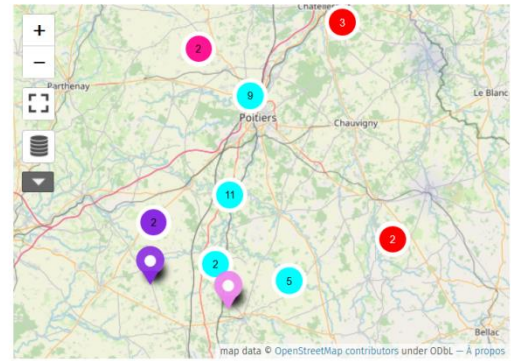 +
−
Chatellerault
3
2
Parthenay
9
Le Blanc
Poitiers
Chauvigny
11
2
2
2
5
Bellac
map data © OpenStreetMap contributors under ODbL — À propos